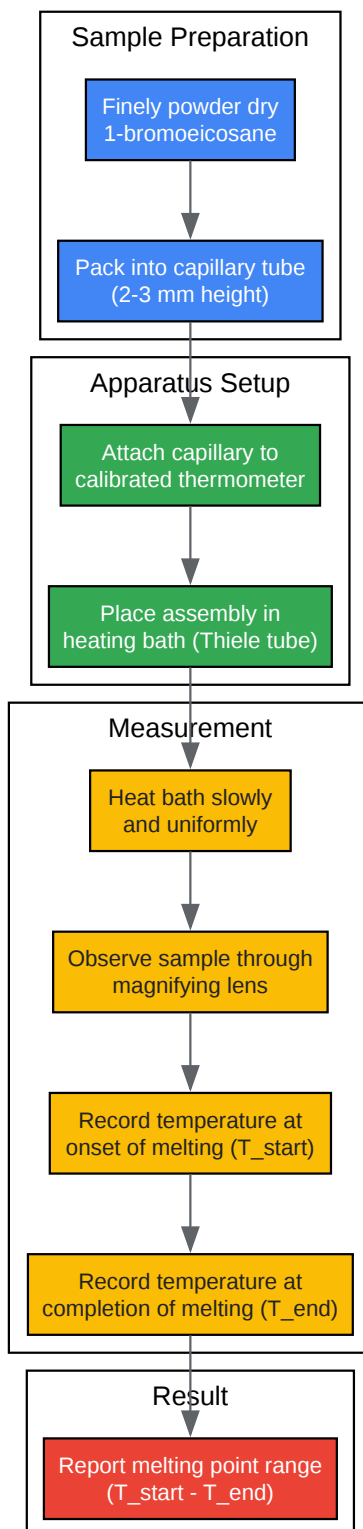 Sample Preparation
Finely powder dry
1-bromoeicosane
Pack into capillary tube
(2-3 mm height)
Apparatus Setup
Attach capillary to
calibrated thermometer
Place assembly in
heating bath (Thiele tube)
Measurement
Heat bath slowly
and uniformly
Observe sample through
magnifying lens
Record temperature at
onset of melting (T_start)
Record temperature at
completion of melting (T_end)
Result
Report melting point range
(T_start - T_end)